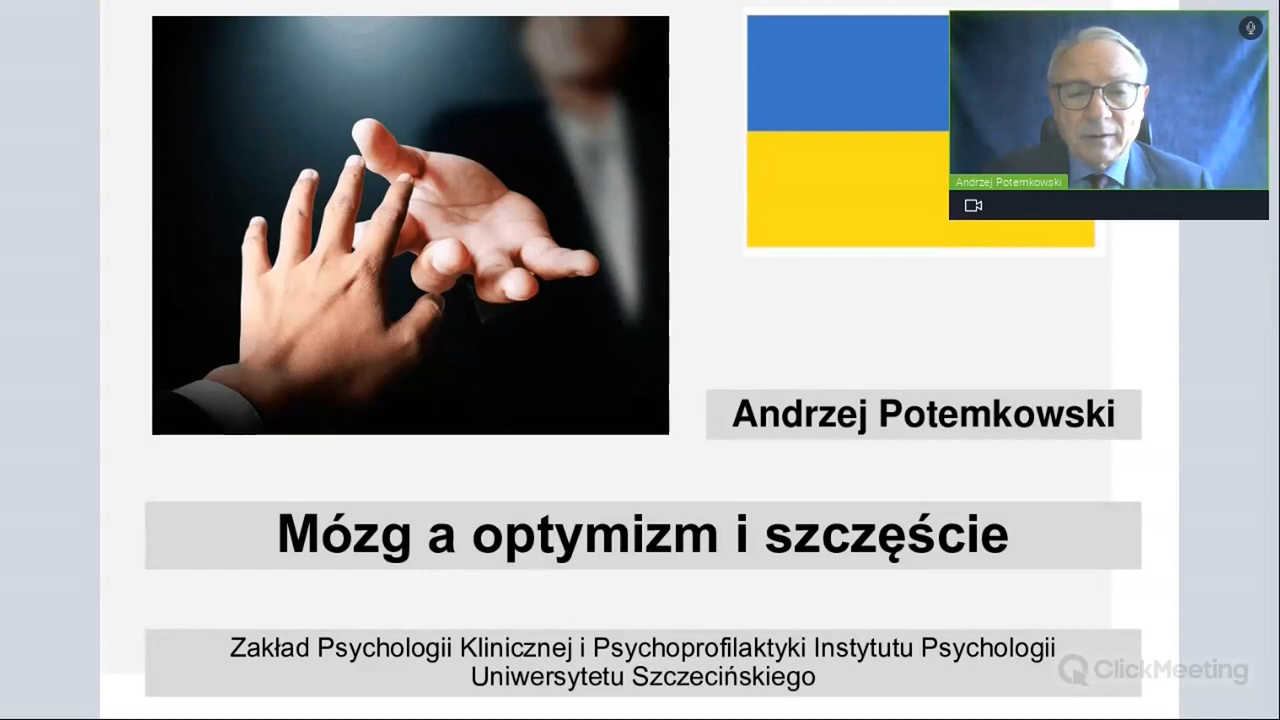 Andrzej Potemkowski
Andrzej Potemkowski
Mózg a optymizm i szczęście
Zakład Psychologii Klinicznej i Psychoprofilaktyki Instytutu Psychologii
Uniwersytetu Szczecińskiego
ClickMeeting